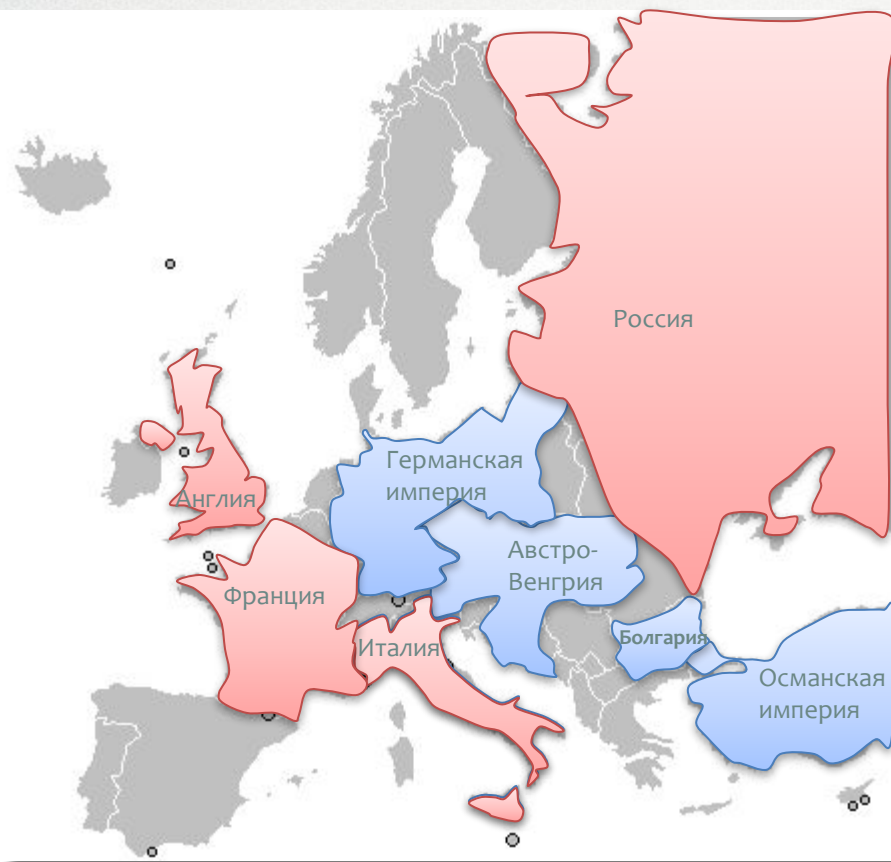 Россия
Германская
империя
Англия
Австро-
Венгрия
Франция
Болгария
Италия
Османская
империя